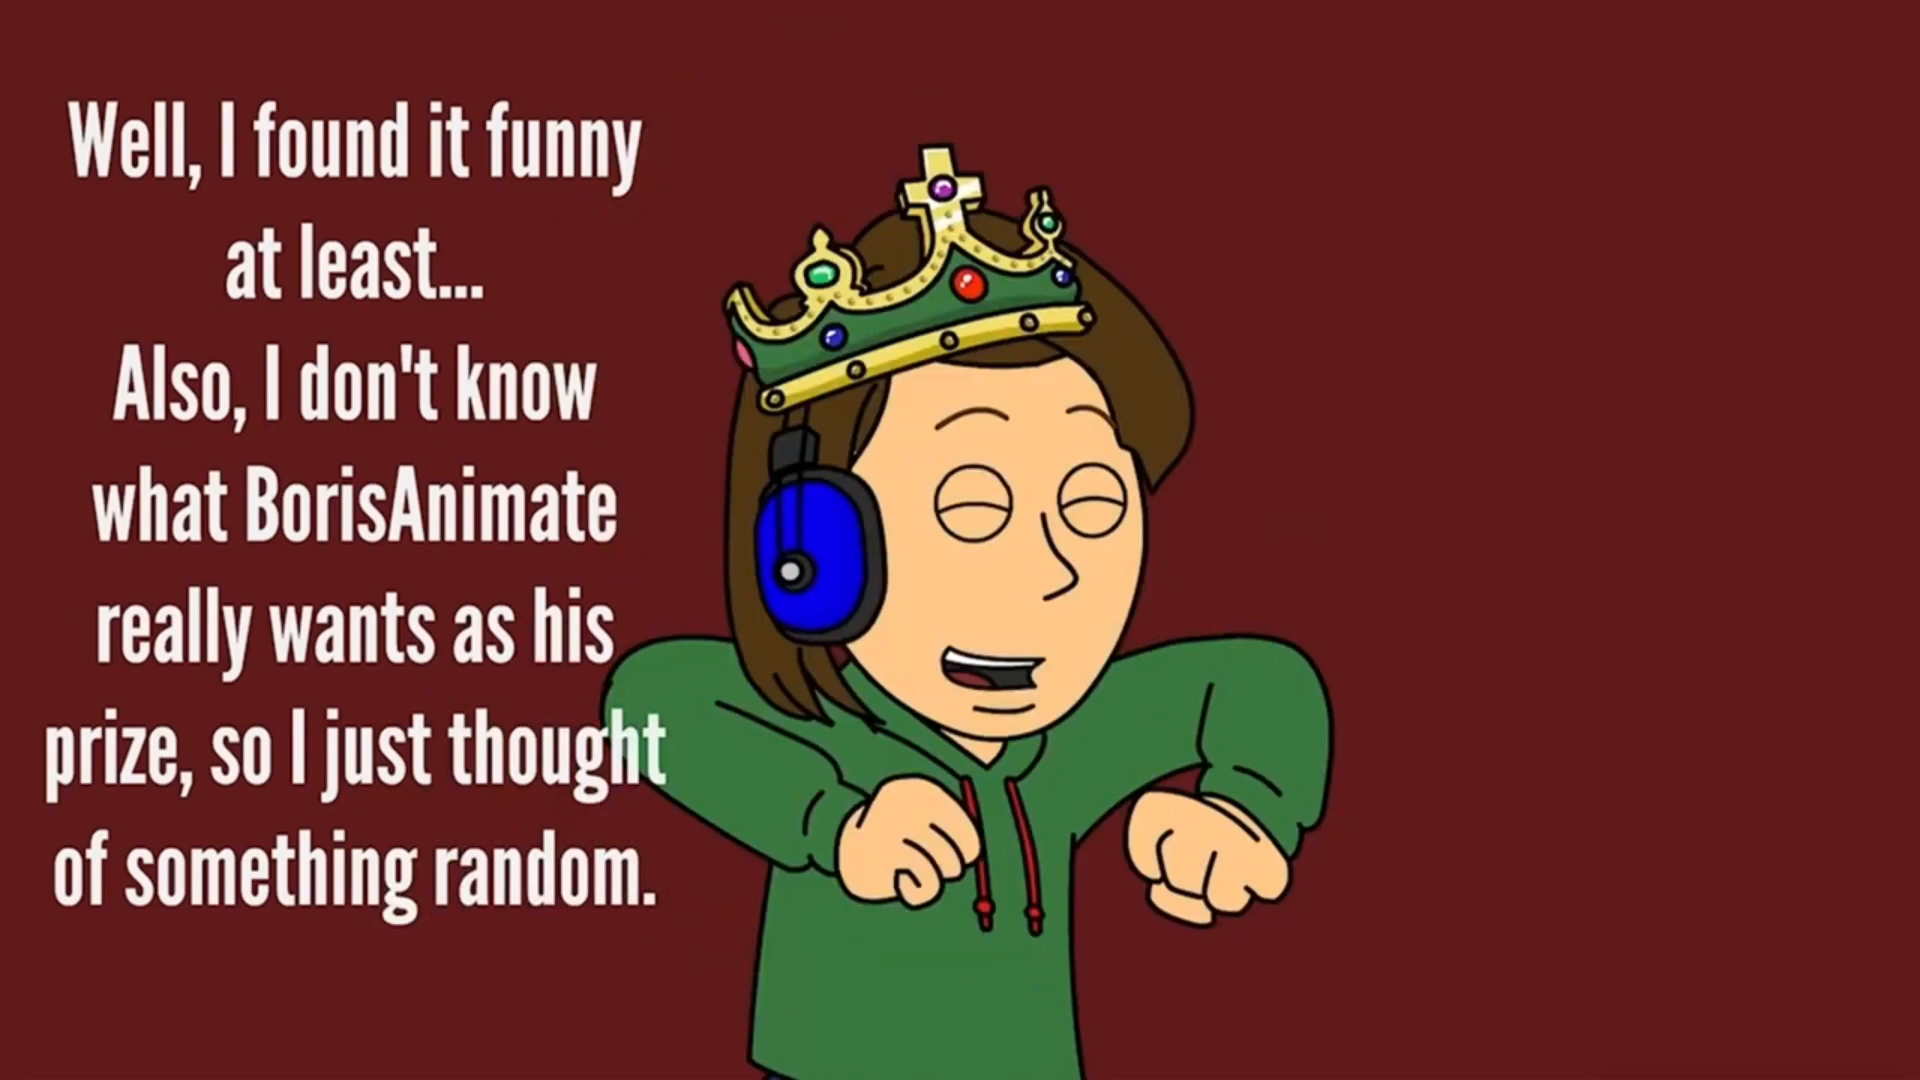 Well, I found it funny
at least...
Also, I don't know
what BorisAnimate
really wants as his
prize, so I just thought
of something random.